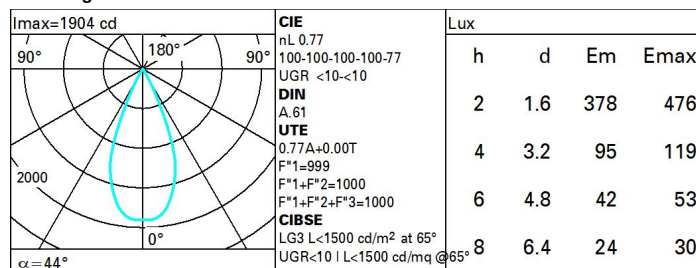 Imax=1904 cd
90°
180°
90°
2000
0°
α=44°
CIE
nL 0.77
100-100-100-100-77
UGR <10-<10
DIN
A.61
UTE
0.77A+0.00T
F"1=999
F"1+F"2=1000
F"1+F"2+F"3=1000
CIBSE
LG3 L<1500 cd/m² at 65°
UGR<10 | L<1500 cd/mq @65°
Lux
h d Em Emax
2 1.6 378 476
4 3.2 95 119
6 4.8 42 53
8 6.4 24 30